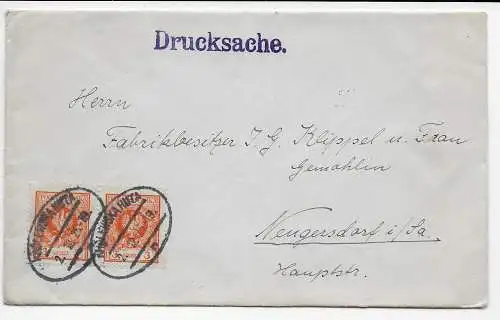 Drucksache.
Herrn
Fabrikbesitzer J. G. Klippel u. Frau
Gemahlin
Neugersdorf i/Sa.
Hauptstr.